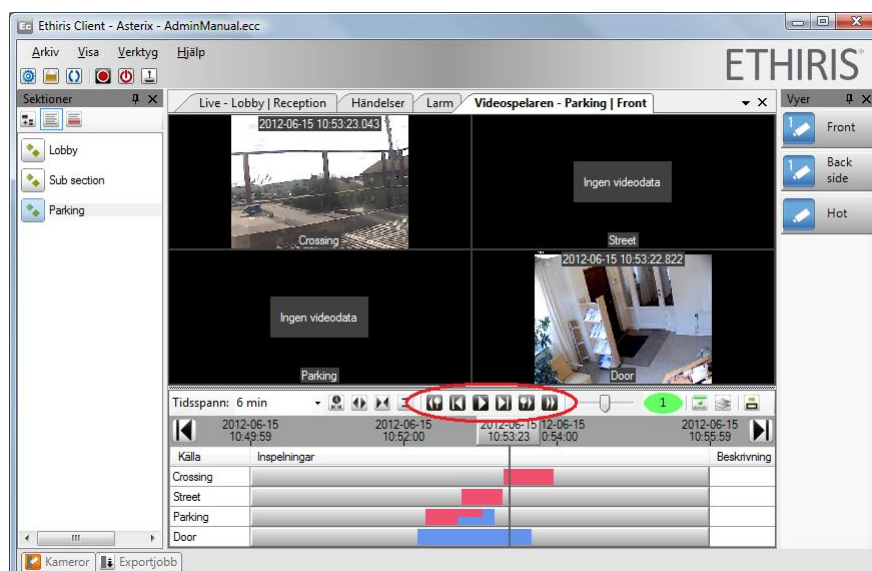 Ec Ethiris Client - Asterix - AdminManual.ecc
Arkiv Visa Verktyg Hjälp
ETHIRIS
Sektioner
Lobby
Sub section
Parking
Live - Lobby | Reception Händelser Larm Videospelaren - Parking | Front
Vyer
1 Front
1 Back side
Hot
2012-06-15 10:53:23.043
Crossing
Ingen videodata
Street
Ingen videodata
Parking
2012-06-15 10:53:22.822
Door
Tidsspann: 6 min
1
2012-06-15 10:49:59
2012-06-15 10:52:00
2012-06-15 10:53:23
12-06-15 0:54:00
2012-06-15 10:55:59
Källa Inspelningar Beskrivning
Crossing
Street
Parking
Door
Kameror Exportjobb